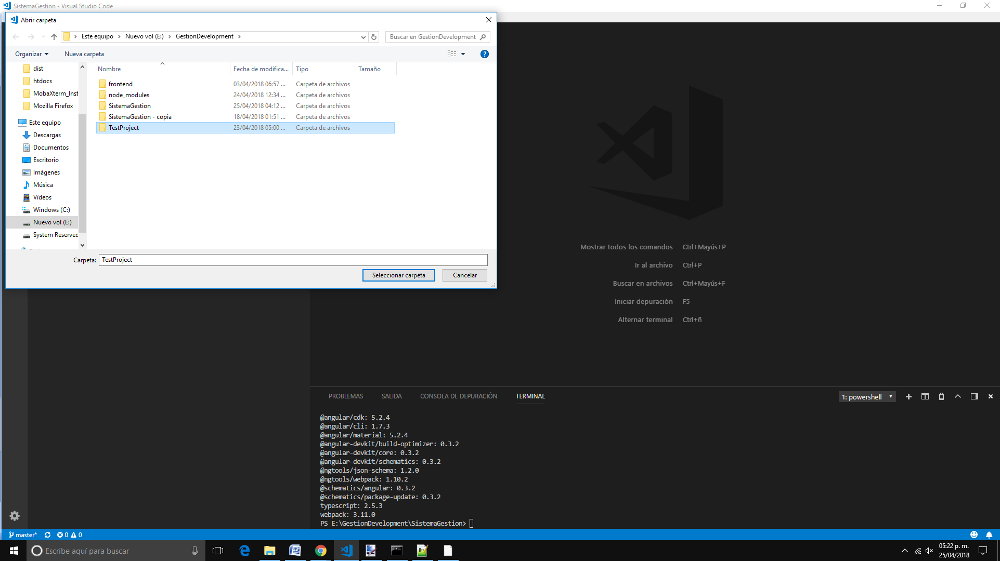 SistemaGestion - Visual Studio Code
Abrir carpeta
Este equipo > Nuevo vol (E:) > GestionDevelopment >
Buscar en GestionDevelopment
Organizar
Nueva carpeta
dist
htdocs
MobaXterm_Inst
Mozilla Firefox
Este equipo
Descargas
Documentos
Escritorio
Imágenes
Música
Vídeos
Windows (C:)
Nuevo vol (E:)
System Reserved
Nombre Fecha de modifica... Tipo Tamaño
frontend 03/04/2018 06:57 ... Carpeta de archivos
node_modules 24/04/2018 12:34 ... Carpeta de archivos
SistemaGestion 25/04/2018 04:12 ... Carpeta de archivos
SistemaGestion - copia 18/04/2018 01:51 ... Carpeta de archivos
TestProject 23/04/2018 05:00 ... Carpeta de archivos
Carpeta: TestProject
Seleccionar carpeta
Cancelar
Mostrar todos los comandos Ctrl+Mayús+P
Ir al archivo Ctrl+P
Buscar en archivos Ctrl+Mayús+F
Iniciar depuración F5
Alternar terminal Ctrl+ñ
PROBLEMAS SALIDA CONSOLA DE DEPURACIÓN TERMINAL
1: powershell
@angular/cdk: 5.2.4
@angular/cli: 1.7.3
@angular/material: 5.2.4
@angular-devkit/build-optimizer: 0.3.2
@angular-devkit/core: 0.3.2
@angular-devkit/schematics: 0.3.2
@ngtools/json-schema: 1.2.0
@ngtools/webpack: 1.10.2
@schematics/angular: 0.3.2
@schematics/package-update: 0.3.2
typescript: 2.5.3
webpack: 3.11.0
PS E:\GestionDevelopment\SistemaGestion>
master* 0 0
Escribe aquí para buscar
05:22 p. m.
25/04/2018